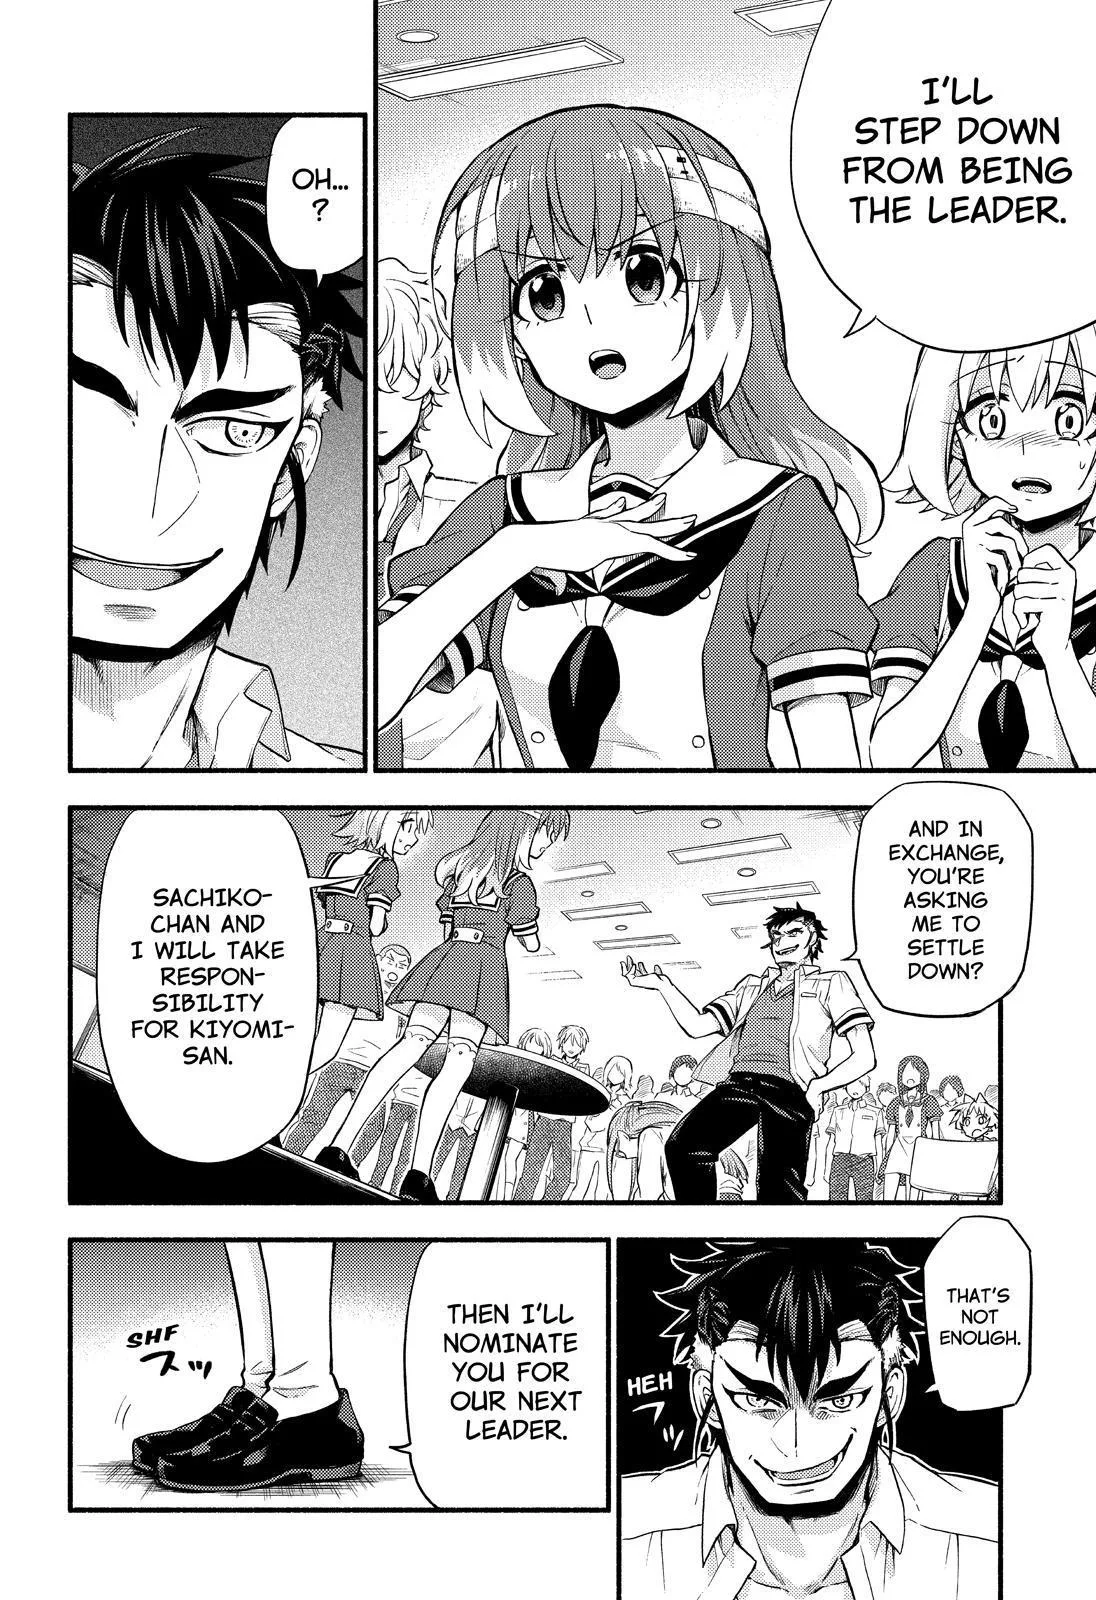 I'LL
STEP DOWN
FROM BEING
THE LEADER.
OH...
?
AND IN
EXCHANGE,
YOU'RE
ASKING
ME TO
SETTLE
DOWN?
SACHIKO-
CHAN AND
I WILL TAKE
RESPON-
SIBILITY
FOR KIYOMI-
SAN.
THAT'S
NOT
ENOUGH.
HEH
THEN I'LL
NOMINATE
YOU FOR
OUR NEXT
LEADER.
SHF
スッ